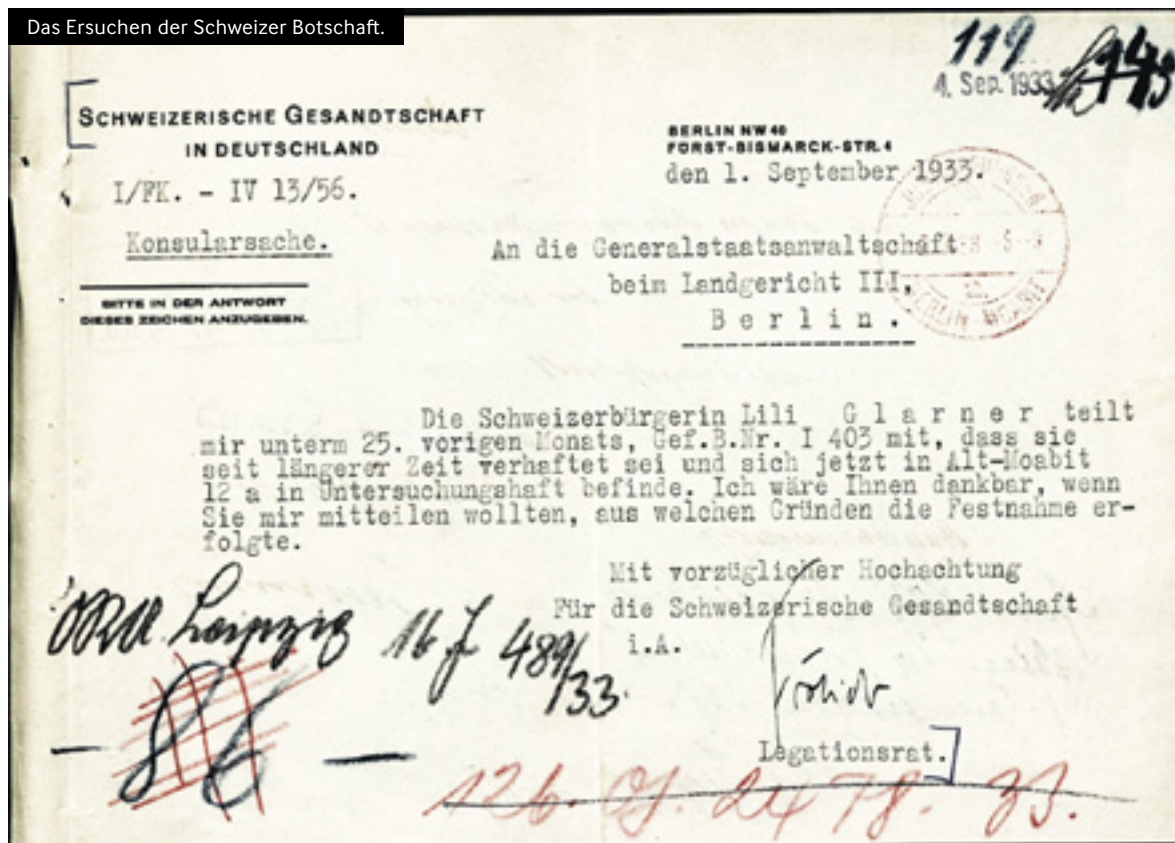 Das Ersuchen der Schweizer Botschaft.
119
4. Sep. 1933
SCHWEIZERISCHE GESANDTSCHAFT
IN DEUTSCHLAND
I/FK. - IV 13/56.
Konsularsache.
BITTE IN DER ANTWORT
DIESES ZEICHEN ANZUGEBEN.
BERLIN NW 40
FÜRST-BISMARCK-STR. 4
den 1. September 1933.
An die Generalstaatsanwaltschaft
beim Landgericht III,
Berlin.
Die Schweizerbürgerin Lili Glarner teilt
mir unterm 25. vorigen Monats, Gef.B.Nr. I 403 mit, dass sie
seit längerer Zeit verhaftet sei und sich jetzt in Alt-Moabit
12 a in Untersuchungshaft befinde. Ich wäre Ihnen dankbar, wenn
Sie mir mitteilen wollten, aus welchen Gründen die Festnahme er-
folgte.
Mit vorzüglicher Hochachtung
Für die Schweizerische Gesandtschaft
i.A.
Legationsrat.
ORA Leipzig 16 J 489/33.
- 86 -
126. 33.